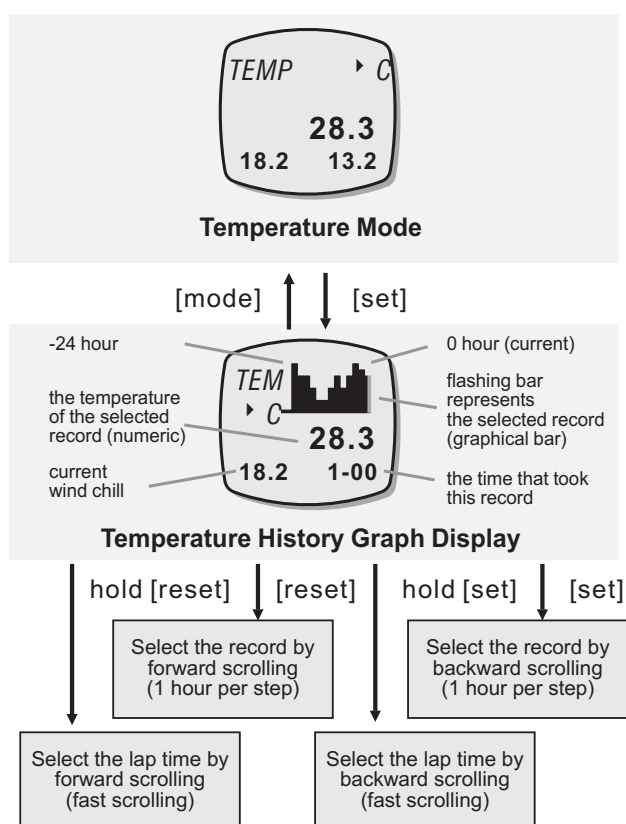 TEMP
C
28.3
18.2 13.2
Temperature Mode
[mode]
[set]
-24 hour
0 hour (current)
TEM
C
28.3
18.2 1-00
the temperature
of the selected
record (numeric)
current
wind chill
flashing bar
represents
the selected record
(graphical bar)
the time that took
this record
Temperature History Graph Display
hold [reset]
[reset]
hold [set]
[set]
Select the record by
forward scrolling
(1 hour per step)
Select the record by
backward scrolling
(1 hour per step)
Select the lap time by
forward scrolling
(fast scrolling)
Select the lap time by
backward scrolling
(fast scrolling)